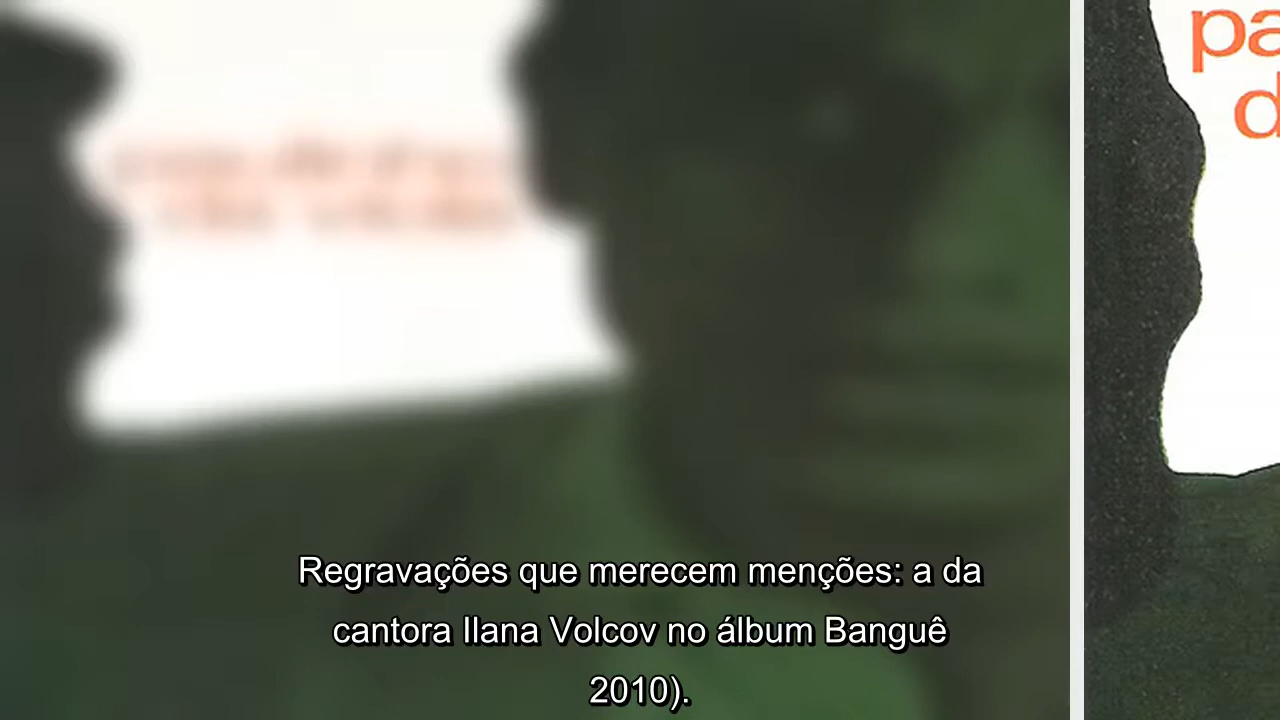 pa
d
Regravações que merecem menções: a da
cantora Ilana Volcov no álbum Banguê
2010).